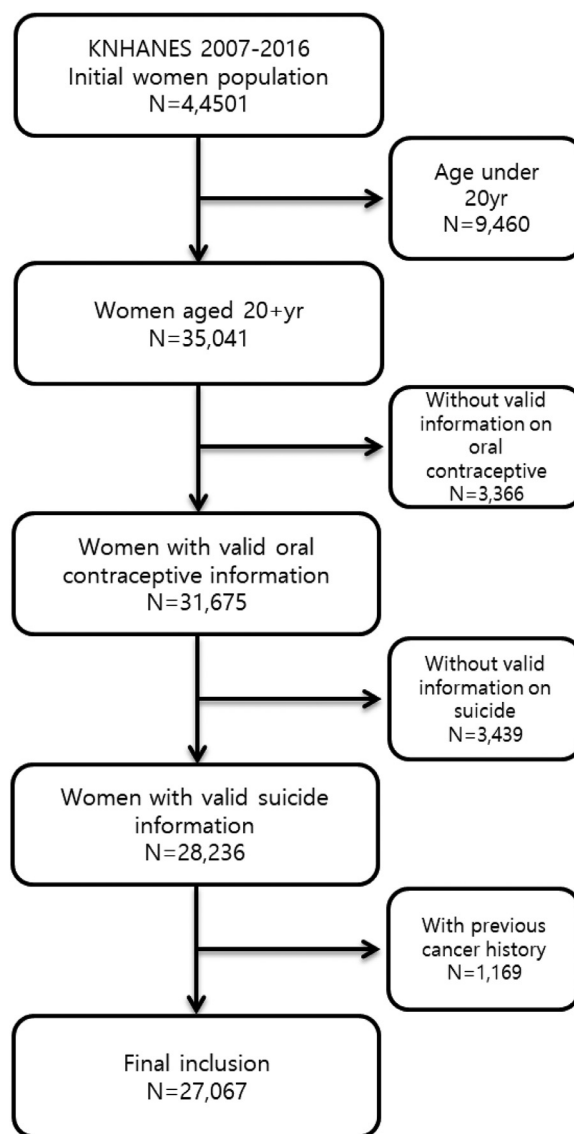 KNHANES 2007-2016
Initial women population
N=4,4501
Age under
20yr
N=9,460
Women aged 20+yr
N=35,041
Without valid
information on
oral
contraceptive
N=3,366
Women with valid oral
contraceptive information
N=31,675
Without valid
information on
suicide
N=3,439
Women with valid suicide
information
N=28,236
With previous
cancer history
N=1,169
Final inclusion
N=27,067